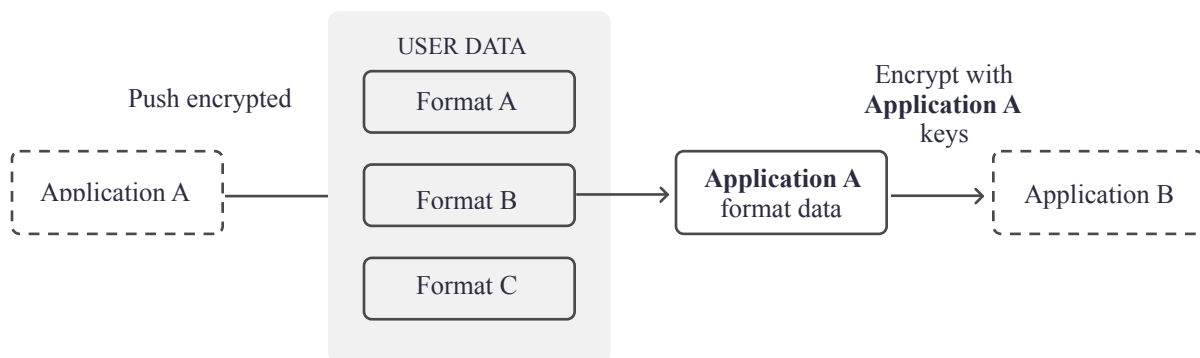 USER DATA
Push encrypted
Format A
Format B
Format C
Application A
Application A
format data
Encrypt with
Application A
keys
Application B